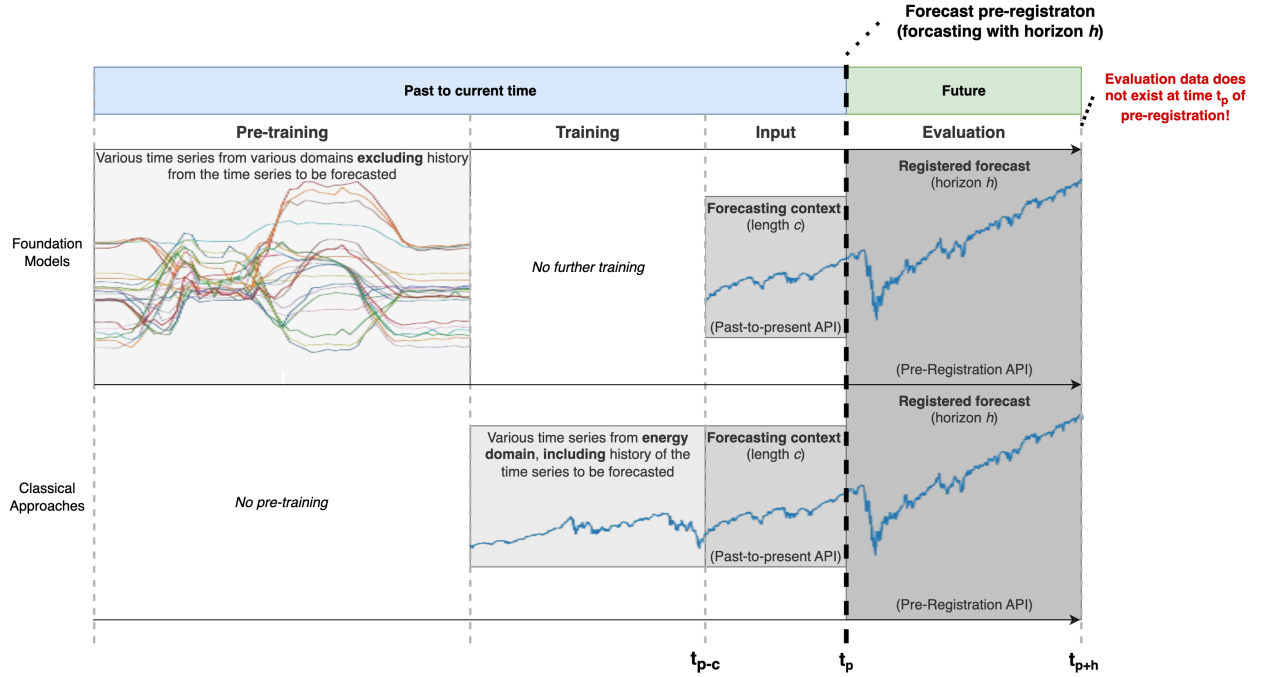 Forecast pre-registraton
(forcasting with horizon h)
Past to current time
Future
Evaluation data does
not exist at time tp of
pre-registration!
Pre-training
Training
Input
Evaluation
Various time series from various domains excluding history
from the time series to be forecasted
Registered forecast
(horizon h)
Forecasting context
(length c)
Foundation
Models
No further training
(Past-to-present API)
(Pre-Registration API)
Registered forecast
(horizon h)
Various time series from energy
domain, including history of the
time series to be forecasted
Forecasting context
(length c)
Classical
Approaches
No pre-training
(Past-to-present API)
(Pre-Registration API)
tp-c
tp
tp+h